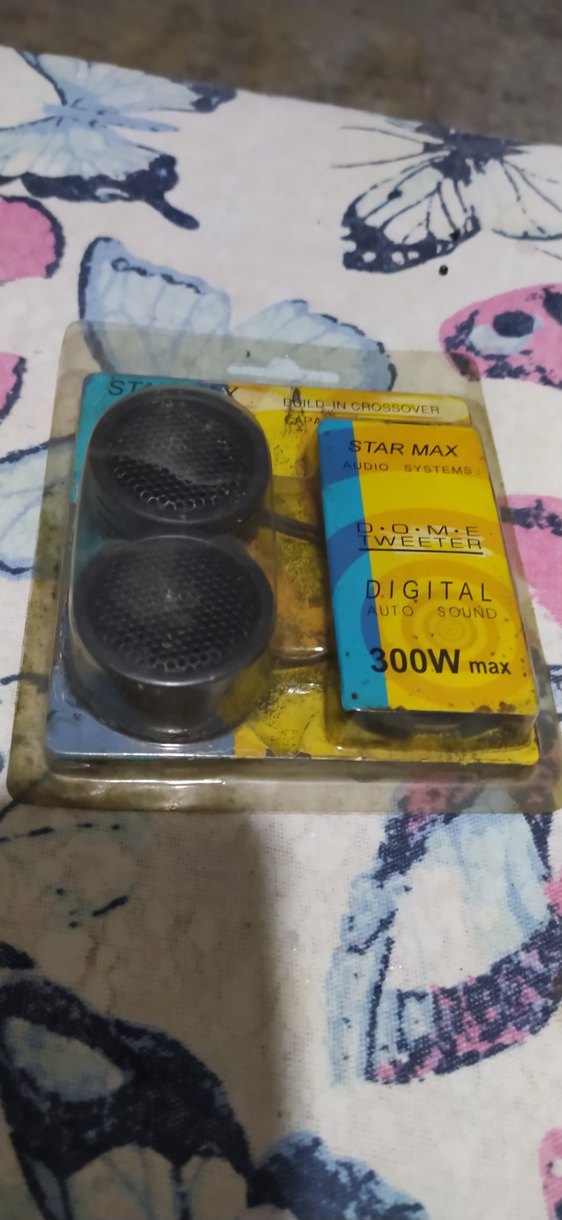 BUILD-IN CROSSOVER
STAR MAX
AUDIO SYSTEMS
D·O·M·E
TWEETER
DIGITAL
AUTO SOUND
300W max